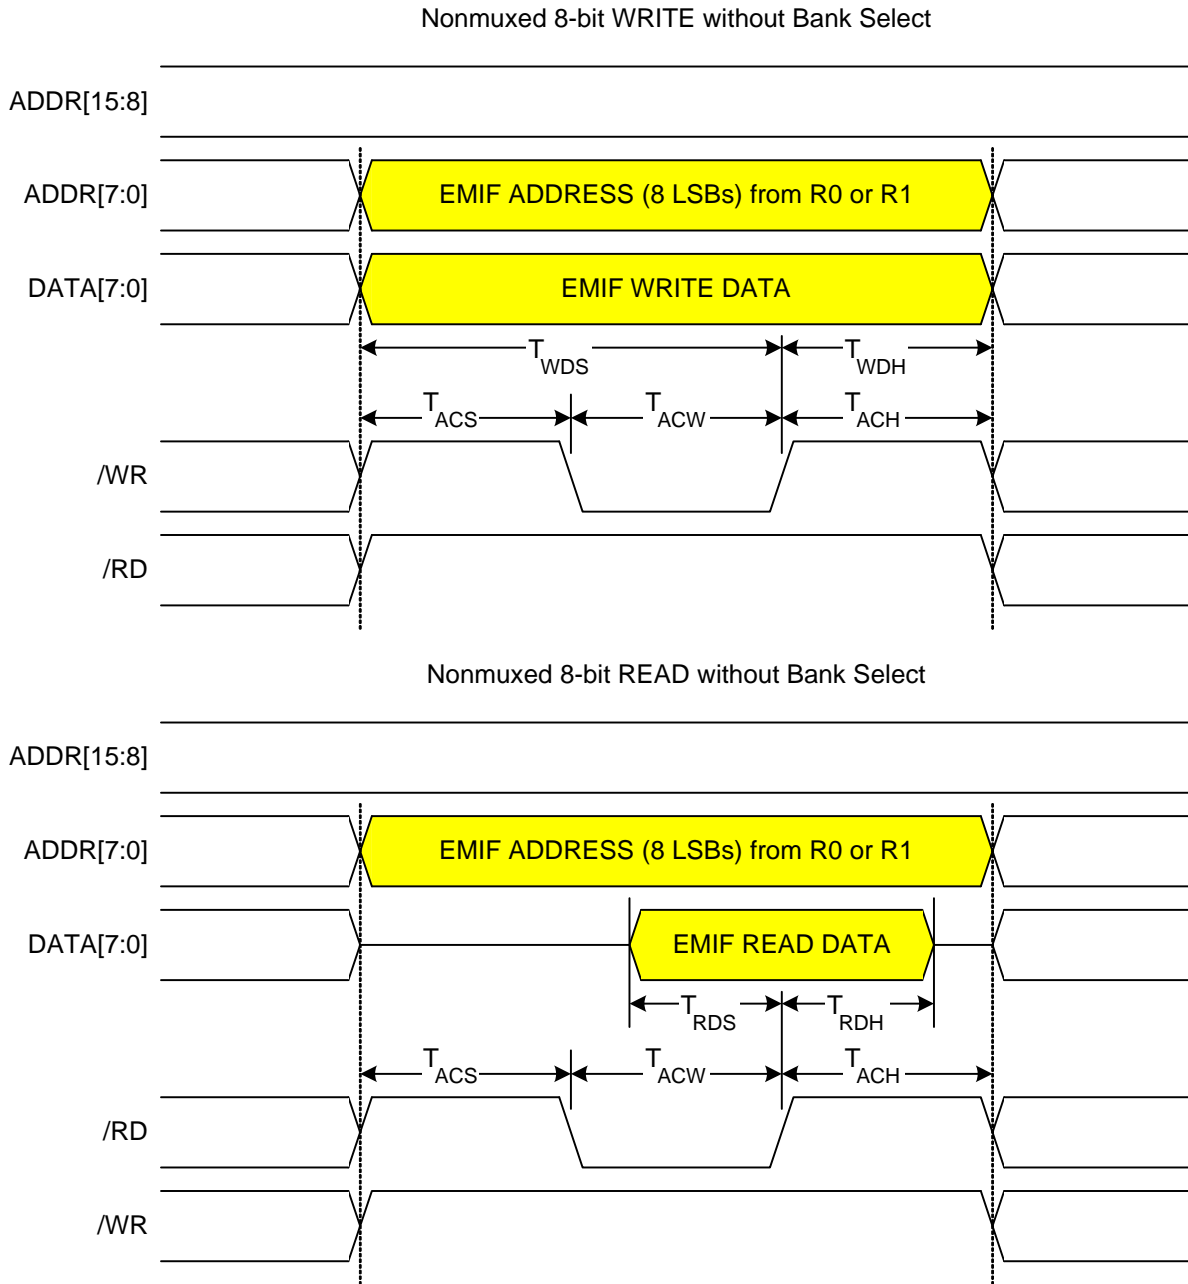 Nonmuxed 8-bit WRITE without Bank Select
ADDR[15:8]
ADDR[7:0]
EMIF ADDRESS (8 LSBs) from R0 or R1
DATA[7:0]
EMIF WRITE DATA
TWDS TWDH
TACS TACW TACH
/WR
/RD
Nonmuxed 8-bit READ without Bank Select
ADDR[15:8]
ADDR[7:0]
EMIF ADDRESS (8 LSBs) from R0 or R1
DATA[7:0]
EMIF READ DATA
TRDS TRDH
TACS TACW TACH
/RD
/WR